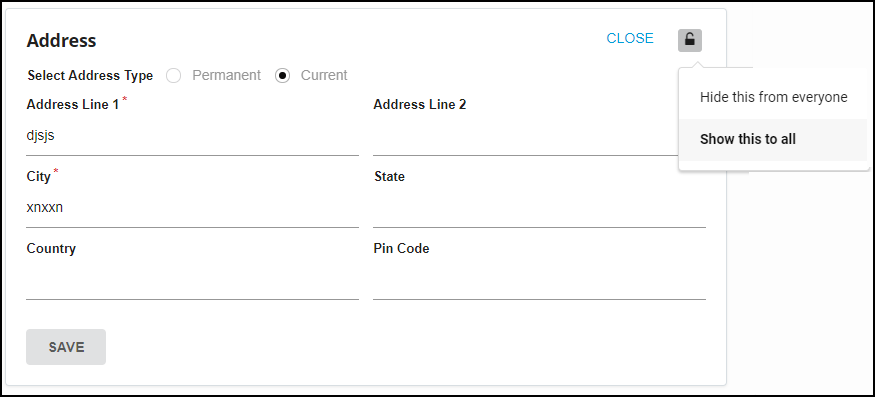 Address CLOSE
Select Address Type Permanent Current
Hide this from everyone
Address Line 1 * Address Line 2
djsjs
Show this to all
City * State
xnxxn
Country Pin Code
SAVE